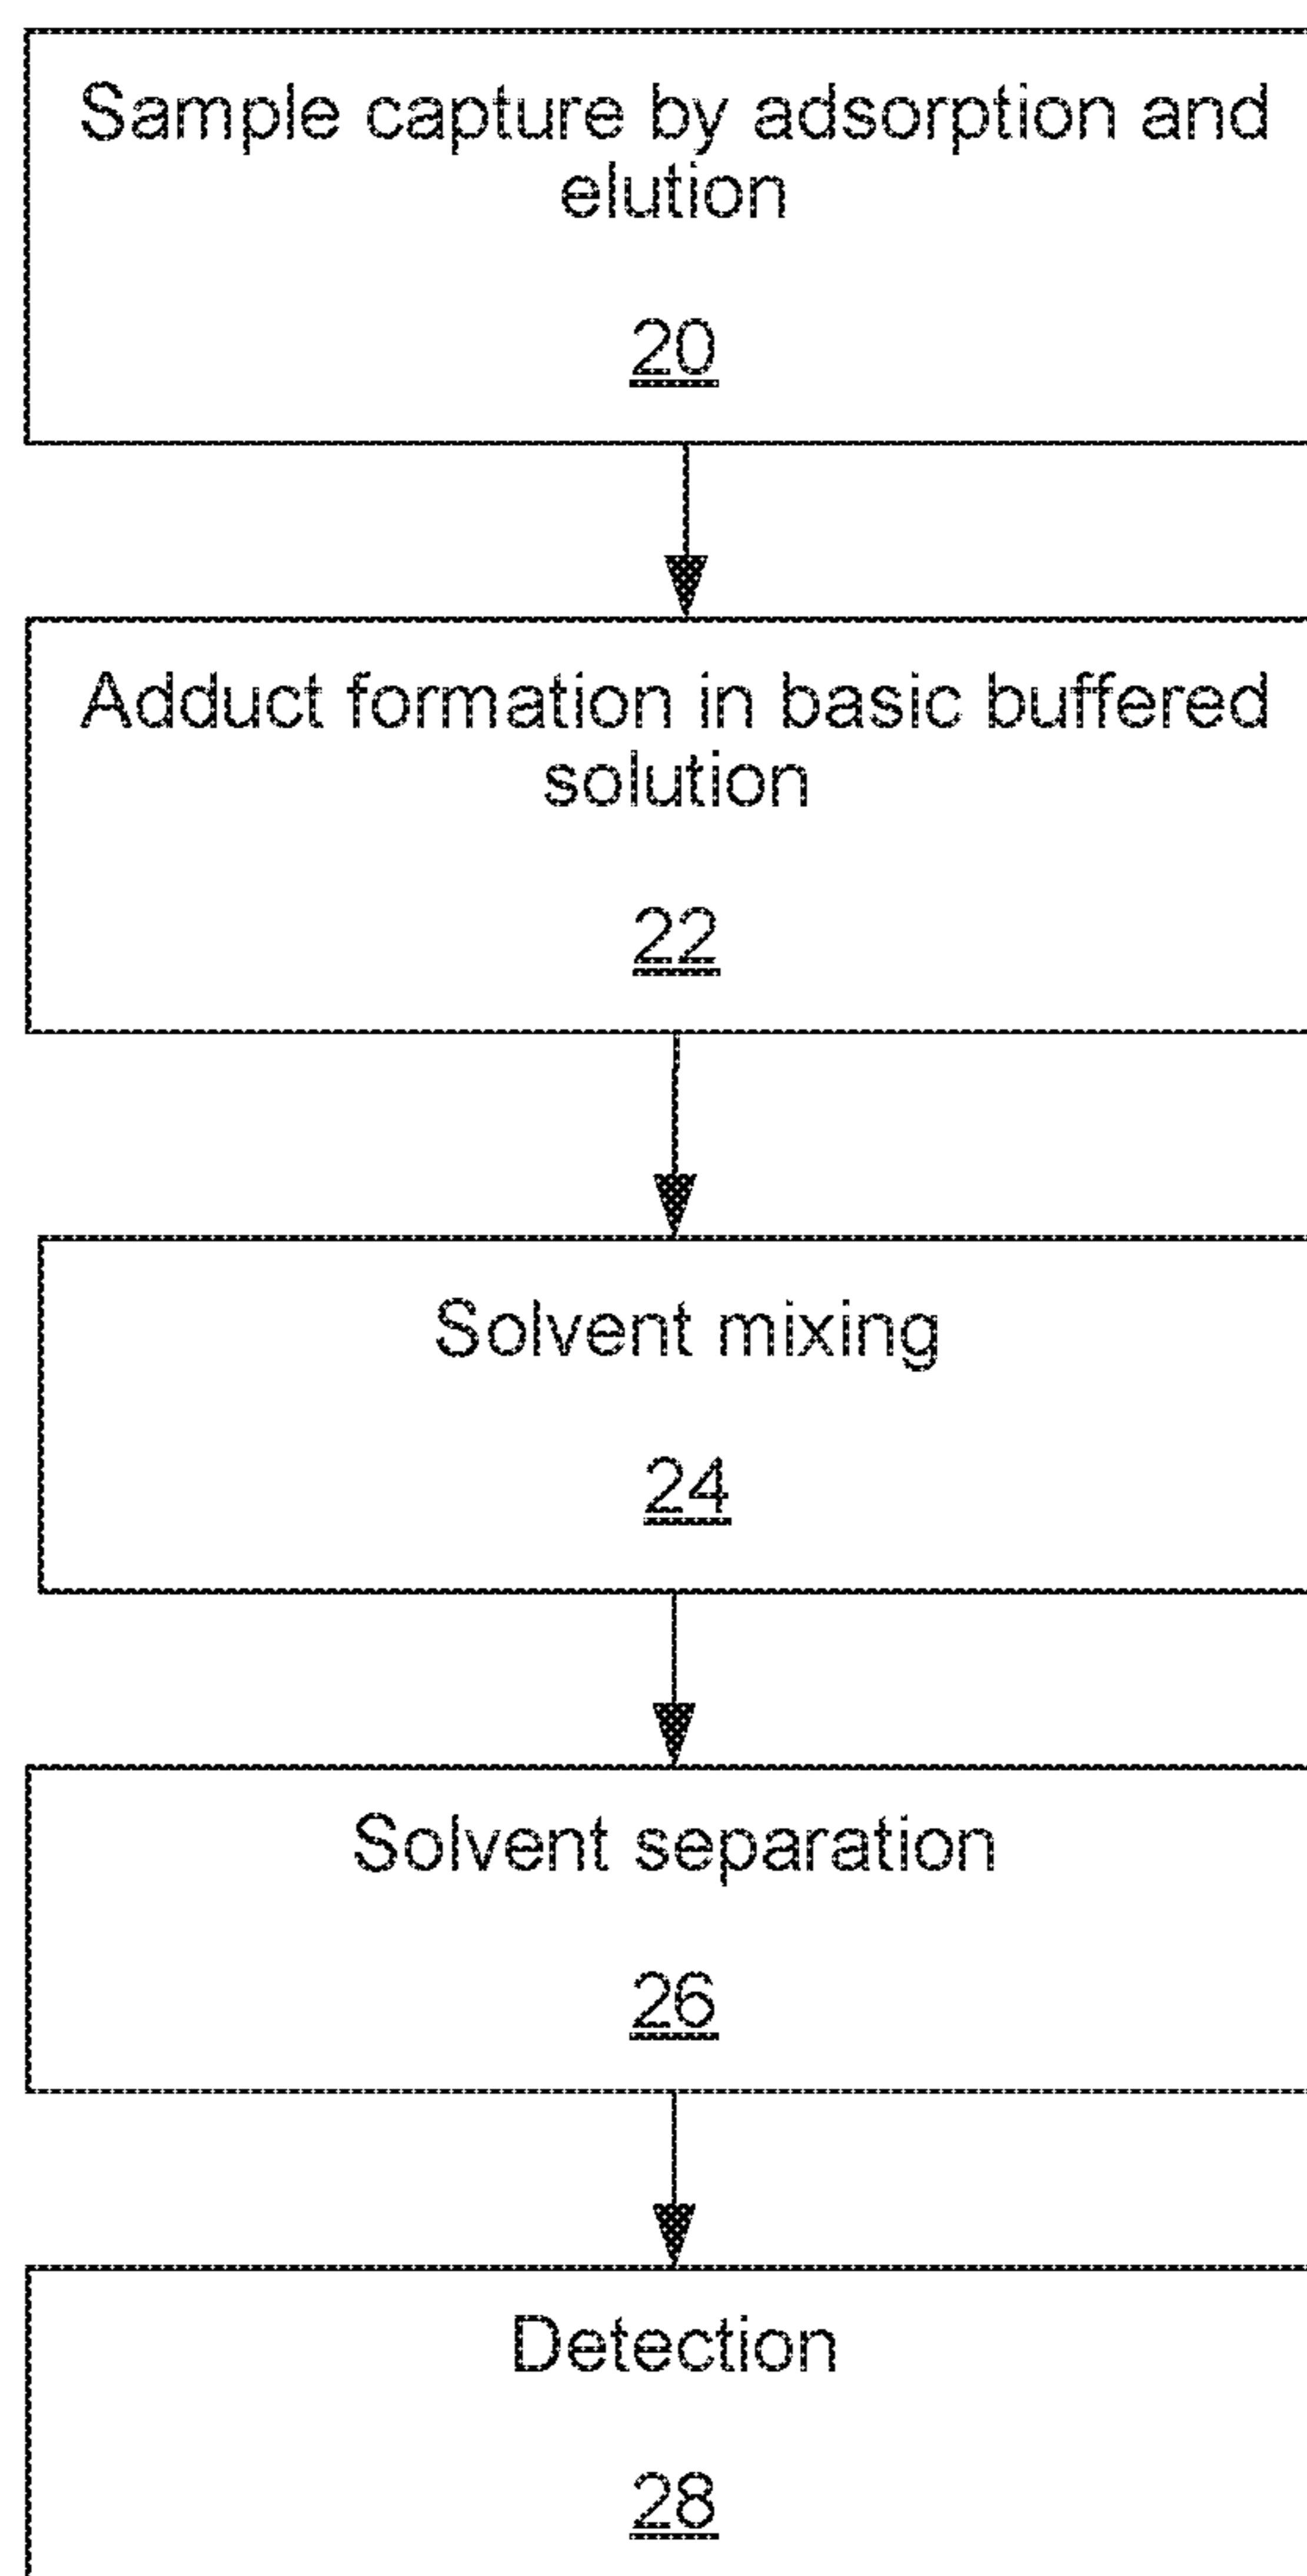 Sample capture by adsorption and
elution
20
Adduct formation in basic buffered
solution
22
Solvent mixing
24
Solvent separation
26
Detection
28